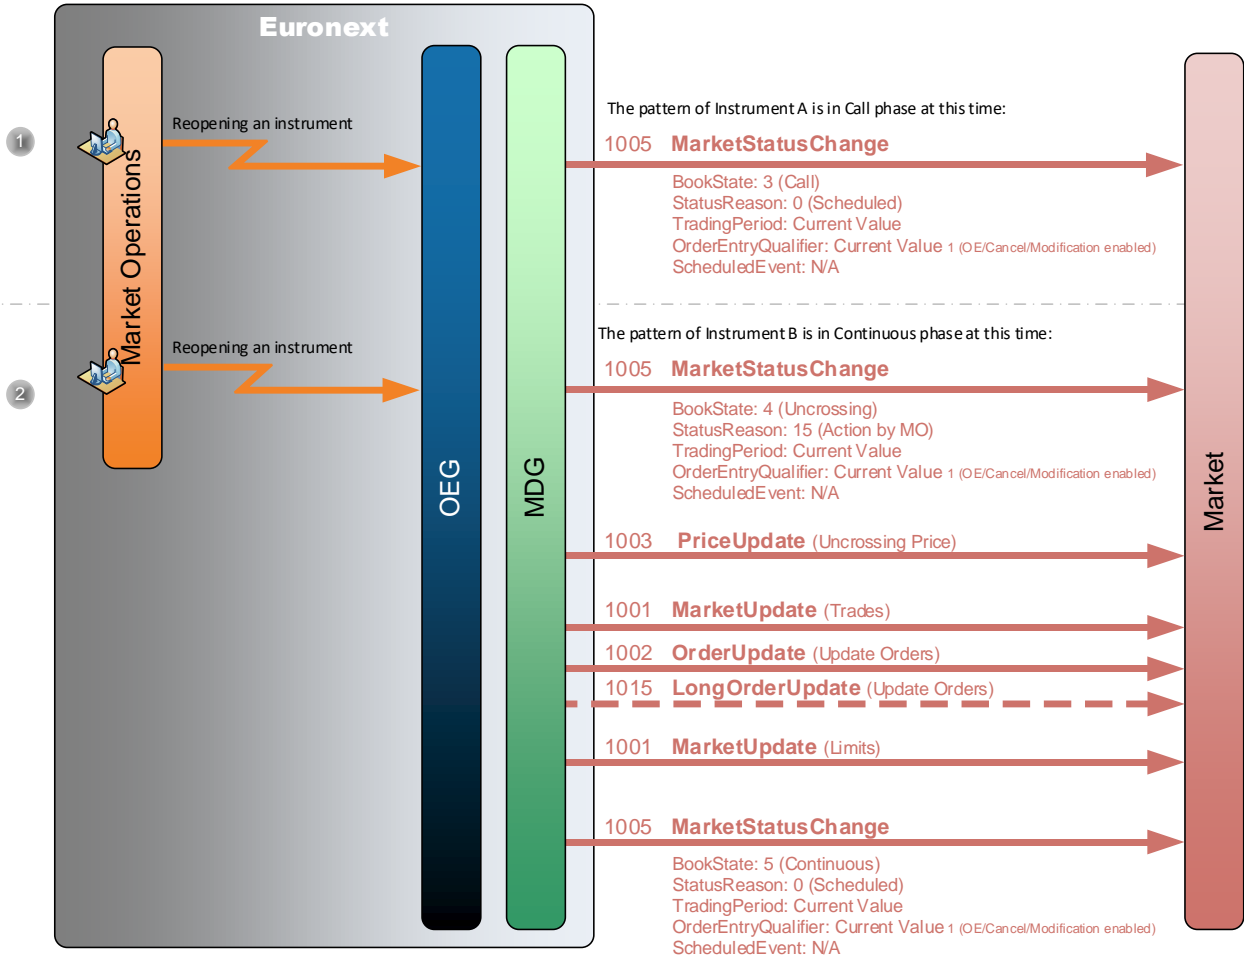 Euronext
The pattern of Instrument A is in Call phase at this time:
1
Reopening an instrument
1005 MarketStatusChange
BookState: 3 (Call)
StatusReason: 0 (Scheduled)
TradingPeriod: Current Value
OrderEntryQualifier: Current Value 1 (OE/Cancel/Modification enabled)
ScheduledEvent: N/A
Market Operations
The pattern of Instrument B is in Continuous phase at this time:
2
Reopening an instrument
1005 MarketStatusChange
BookState: 4 (Uncrossing)
StatusReason: 15 (Action by MO)
TradingPeriod: Current Value
OrderEntryQualifier: Current Value 1 (OE/Cancel/Modification enabled)
ScheduledEvent: N/A
OEG
MDG
Market
1003 PriceUpdate (Uncrossing Price)
1001 MarketUpdate (Trades)
1002 OrderUpdate (Update Orders)
1015 LongOrderUpdate (Update Orders)
1001 MarketUpdate (Limits)
1005 MarketStatusChange
BookState: 5 (Continuous)
StatusReason: 0 (Scheduled)
TradingPeriod: Current Value
OrderEntryQualifier: Current Value 1 (OE/Cancel/Modification enabled)
ScheduledEvent: N/A